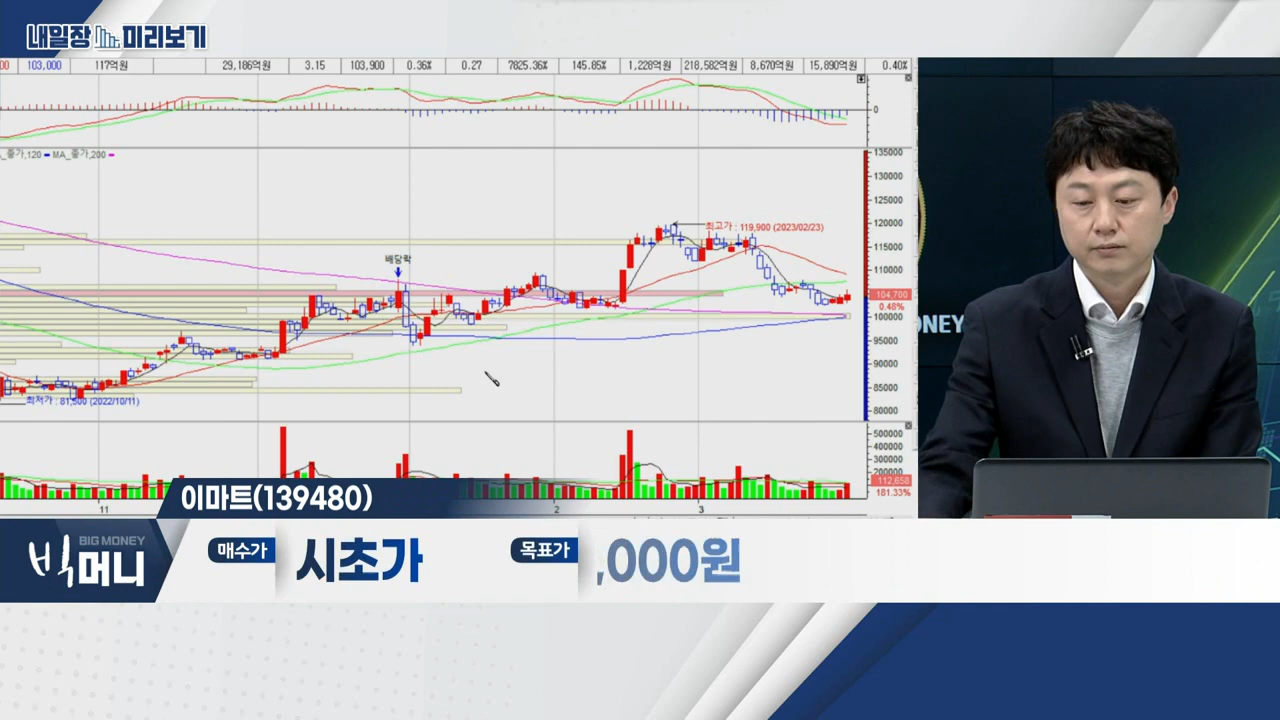 내일장 미리보기
00 103,000 117억원 29,186억원 3.15 103,900 0.36% 0.27 7825.36% 145.85% 1,228억원 218,582억원 8,670억원 15,890억원 0.40%
0
종가,120 MA_종가,200
135000
130000
125000
120000
115000
110000
104,700
0.48%
100000
95000
90000
85000
80000
최고가 : 119,900 (2023/02/23)
배당락
최저가 : 81,500 (2022/10/11)
500000
400000
300000
200000
112,658
181.33%
11 2 3
ONEY
이마트(139480)
BIG MONEY
빅머니
매수가 시초가 목표가 ,000원